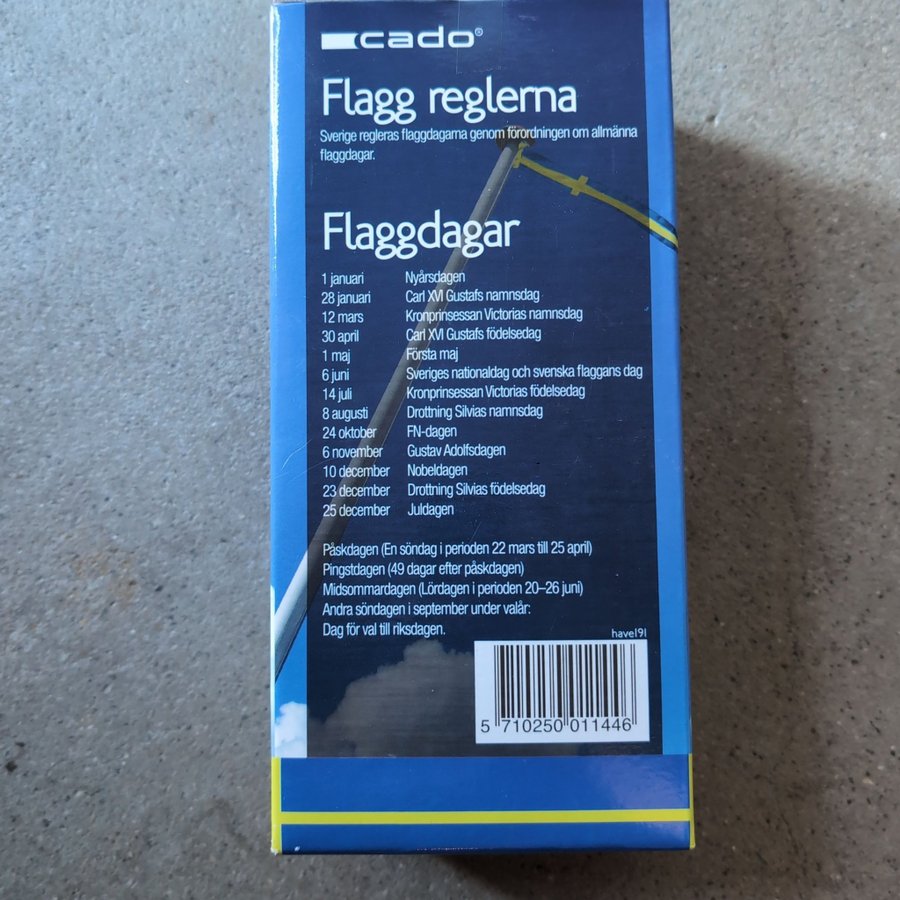 cado®
Flagg reglerna
Sverige regleras flaggdagarna genom förordningen om allmänna
flaggdagar.
Flaggdagar
1 januari Nyårsdagen
28 januari Carl XVI Gustafs namnsdag
12 mars Kronprinsessan Victorias namnsdag
30 april Carl XVI Gustafs födelsedag
1 maj Första maj
6 juni Sveriges nationaldag och svenska flaggans dag
14 juli Kronprinsessan Victorias födelsedag
8 augusti Drottning Silvias namnsdag
24 oktober FN-dagen
6 november Gustav Adolfsdagen
10 december Nobeldagen
23 december Drottning Silvias födelsedag
25 december Juldagen
Påskdagen (En söndag i perioden 22 mars till 25 april)
Pingstdagen (49 dagar efter påskdagen)
Midsommardagen (Lördagen i perioden 20–26 juni)
Andra söndagen i september under valår:
Dag för val till riksdagen.
have191
5 710250 011446